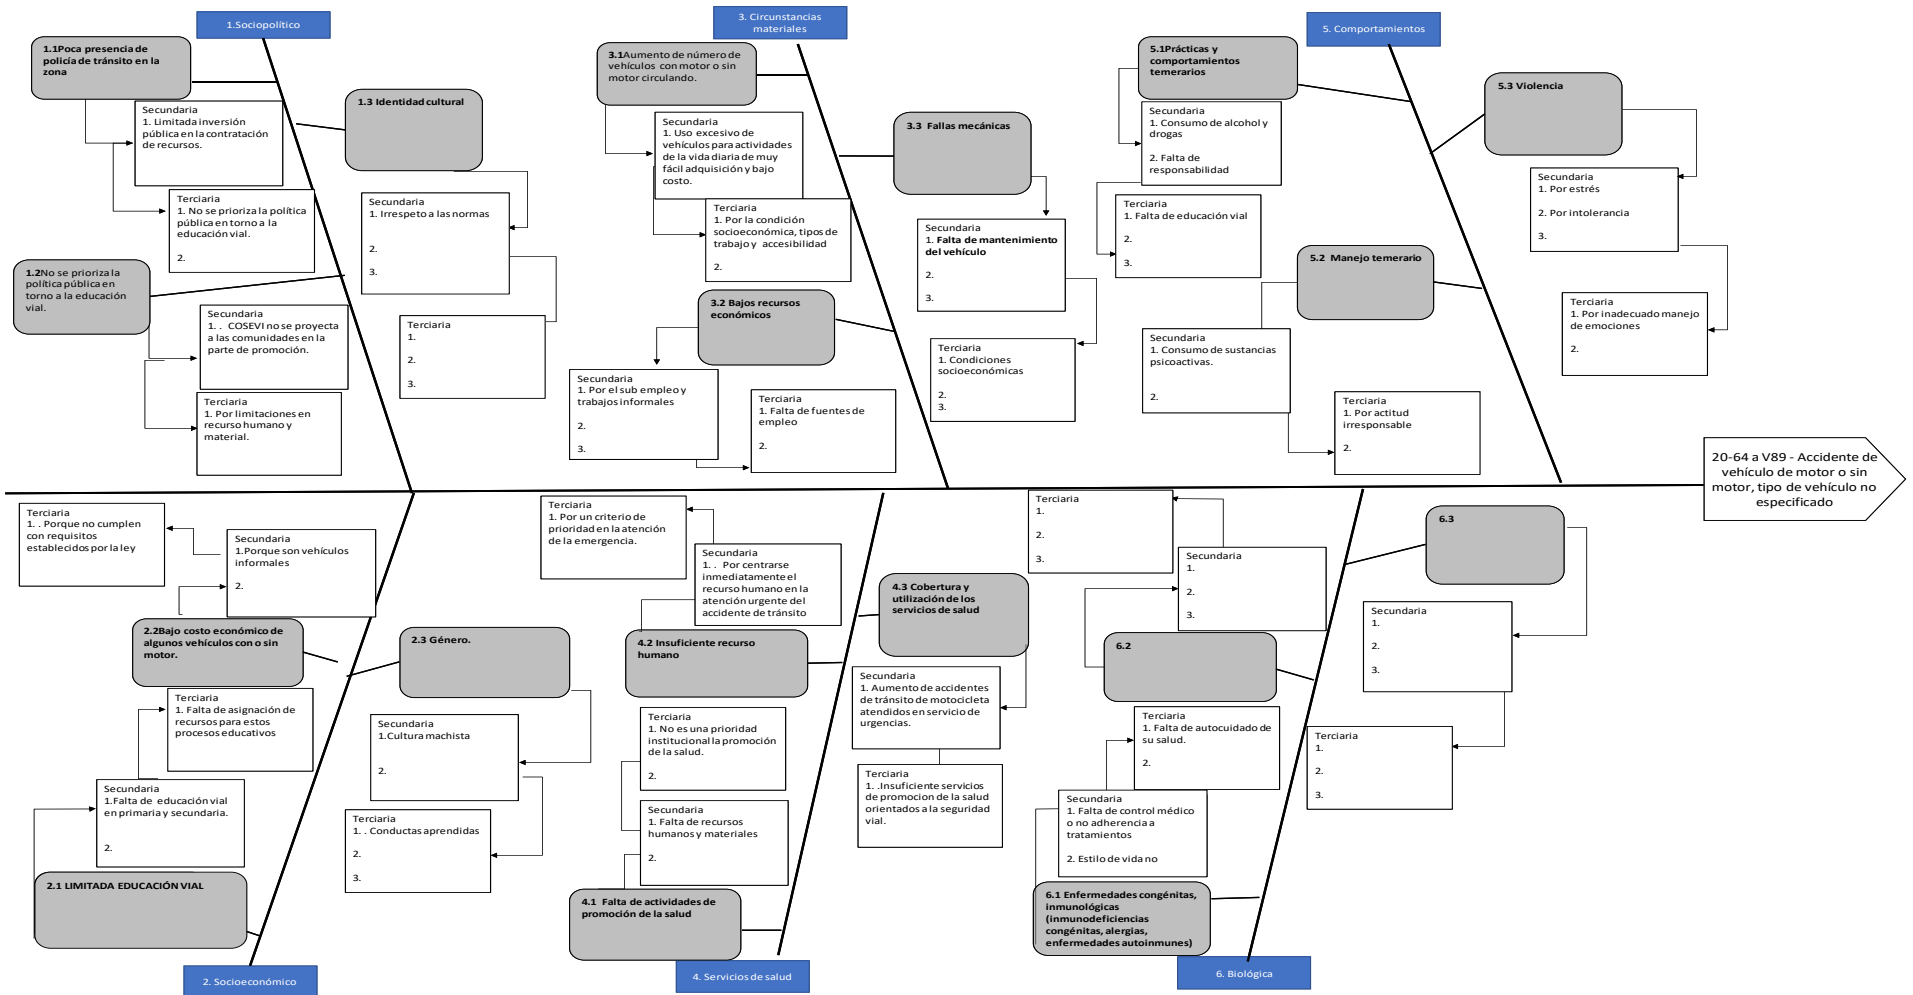 1.Sociopolítico
1.1Poca presencia de
policía de tránsito en la
zona
Secundaria
1. Limitada inversión
pública en la contratación
de recursos.
Terciaria
1. No se prioriza la política
pública en torno a la
educación vial.
2.
1.2No se prioriza la
política pública en
torno a la educación
vial.
Secundaria
1. . COSEVI no se proyecta
a las comunidades en la
parte de promoción.
Terciaria
1. Por limitaciones en
recurso humano y
material.
1.3 Identidad cultural
Secundaria
1. Irrespeto a las normas
2.
3.
Terciaria
1.
2.
3.
3. Circunstancias
materiales
3.1Aumento de número de
vehículos con motor o sin
motor circulando.
Secundaria
1. Uso excesivo de
vehículos para actividades
de la vida diaria de muy
fácil adquisición y bajo
costo.
Terciaria
1. Por la condición
socioeconómica, tipos de
trabajo y accesibilidad
2.
3.2 Bajos recursos
económicos
Secundaria
1. Por el sub empleo y
trabajos informales
2.
3.
Terciaria
1. Falta de fuentes de
empleo
2.
3.3 Fallas mecánicas
Secundaria
1. Falta de mantenimiento
del vehículo
2.
3.
Terciaria
1. Condiciones
socioeconómicas
2.
3.
5. Comportamientos
5.1Prácticas y
comportamientos
temerarios
Secundaria
1. Consumo de alcohol y
drogas
2. Falta de
responsabilidad
Terciaria
1. Falta de educación vial
2.
3.
5.2 Manejo temerario
Secundaria
1. Consumo de sustancias
psicoactivas.
2.
Terciaria
1. Por actitud
irresponsable
2.
5.3 Violencia
Secundaria
1. Por estrés
2. Por intolerancia
3.
Terciaria
1. Por inadecuado manejo
de emociones
2.
20-64 a V89 - Accidente de
vehículo de motor o sin
motor, tipo de vehículo no
especificado
Terciaria
1. . Porque no cumplen
con requisitos
establecidos por la ley
Secundaria
1.Porque son vehículos
informales
2.
2.2Bajo costo económico de
algunos vehículos con o sin
motor.
Terciaria
1. Falta de asignación de
recursos para estos
procesos educativos
Secundaria
1.Falta de educación vial
en primaria y secundaria.
2.
2.1 LIMITADA EDUCACIÓN VIAL
2.3 Género.
Secundaria
1.Cultura machista
2.
Terciaria
1. . Conductas aprendidas
2.
3.
2. Socioeconómico
Terciaria
1. Por un criterio de
prioridad en la atención
de la emergencia.
Secundaria
1. . Por centrarse
inmediatamente el
recurso humano en la
atención urgente del
accidente de tránsito
4.2 Insuficiente recurso
humano
Terciaria
1. No es una prioridad
institucional la promoción
de la salud.
2.
Secundaria
1. Falta de recursos
humanos y materiales
2.
4.1 Falta de actividades de
promoción de la salud
4.3 Cobertura y
utilización de los
servicios de salud
Secundaria
1. Aumento de accidentes
de tránsito de motocicleta
atendidos en servicio de
urgencias.
Terciaria
1. .Insuficiente servicios
de promocion de la salud
orientados a la seguridad
vial.
4. Servicios de salud
Terciaria
1.
2.
3.
Secundaria
1.
2.
3.
6.2
Terciaria
1. Falta de autocuidado de
su salud.
2.
Secundaria
1. Falta de control médico
o no adherencia a
tratamientos
2. Estilo de vida no
6.1 Enfermedades congénitas,
inmunológicas
(inmunodeficiencias
congénitas, alergias,
enfermedades autoinmunes)
6.3
Secundaria
1.
2.
3.
Terciaria
1.
2.
3.
6. Biológica